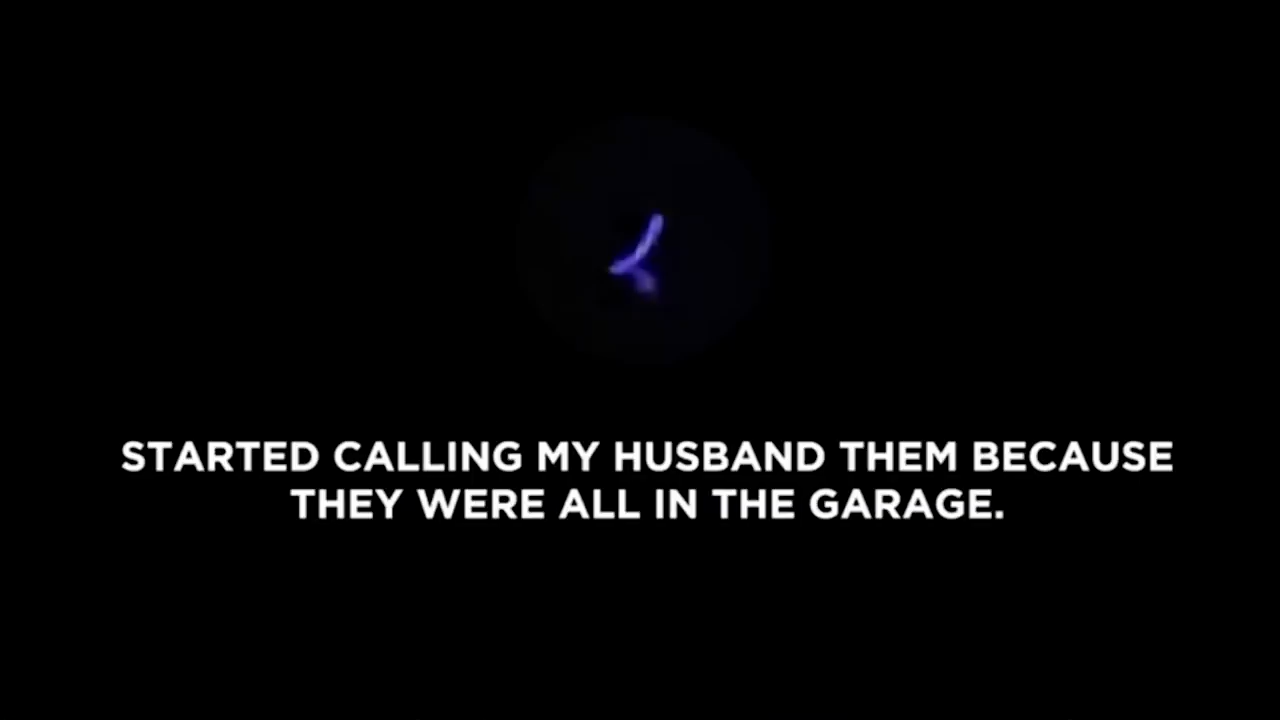 STARTED CALLING MY HUSBAND THEM BECAUSE
THEY WERE ALL IN THE GARAGE.